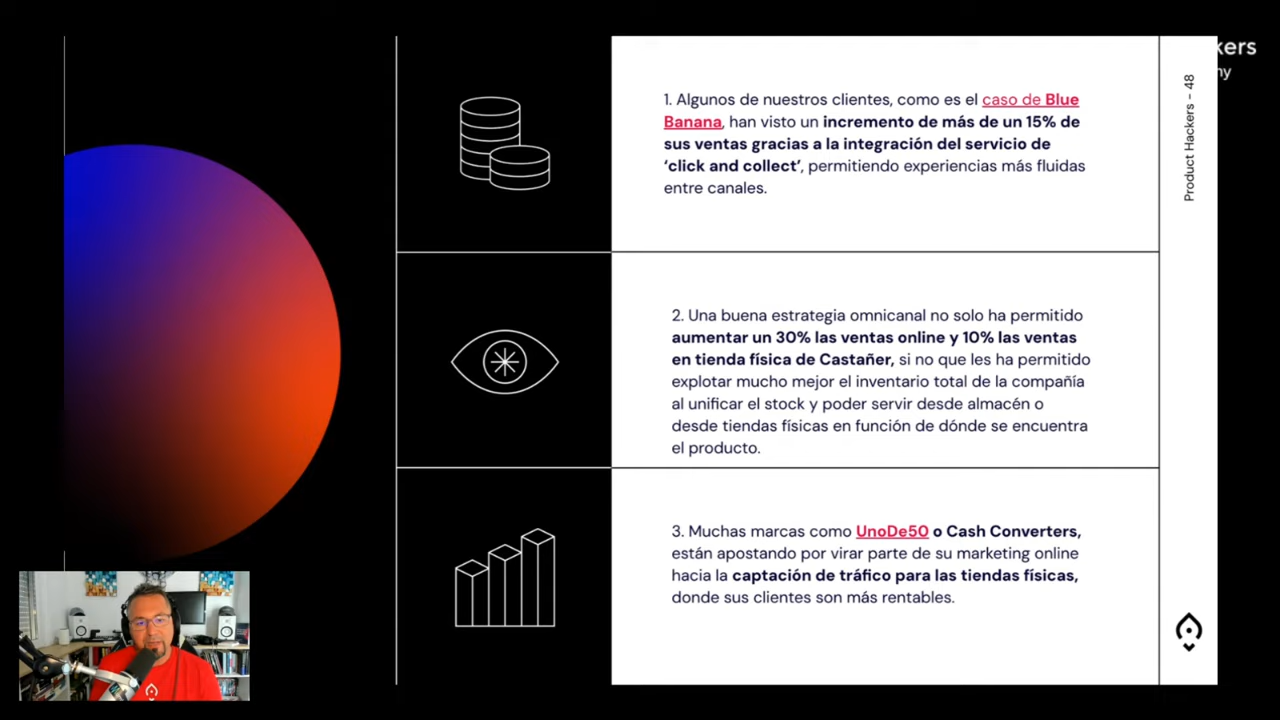 1. Algunos de nuestros clientes, como es el caso de Blue
Banana, han visto un incremento de más de un 15% de
sus ventas gracias a la integración del servicio de
‘click and collect’, permitiendo experiencias más fluidas
entre canales.
2. Una buena estrategia omnicanal no solo ha permitido
aumentar un 30% las ventas online y 10% las ventas
en tienda física de Castañer, si no que les ha permitido
explotar mucho mejor el inventario total de la compañía
al unificar el stock y poder servir desde almacén o
desde tiendas físicas en función de dónde se encuentra
el producto.
3. Muchas marcas como UnoDe50 o Cash Converters,
están apostando por virar parte de su marketing online
hacia la captación de tráfico para las tiendas físicas,
donde sus clientes son más rentables.
Product Hackers - 48
kers
ny